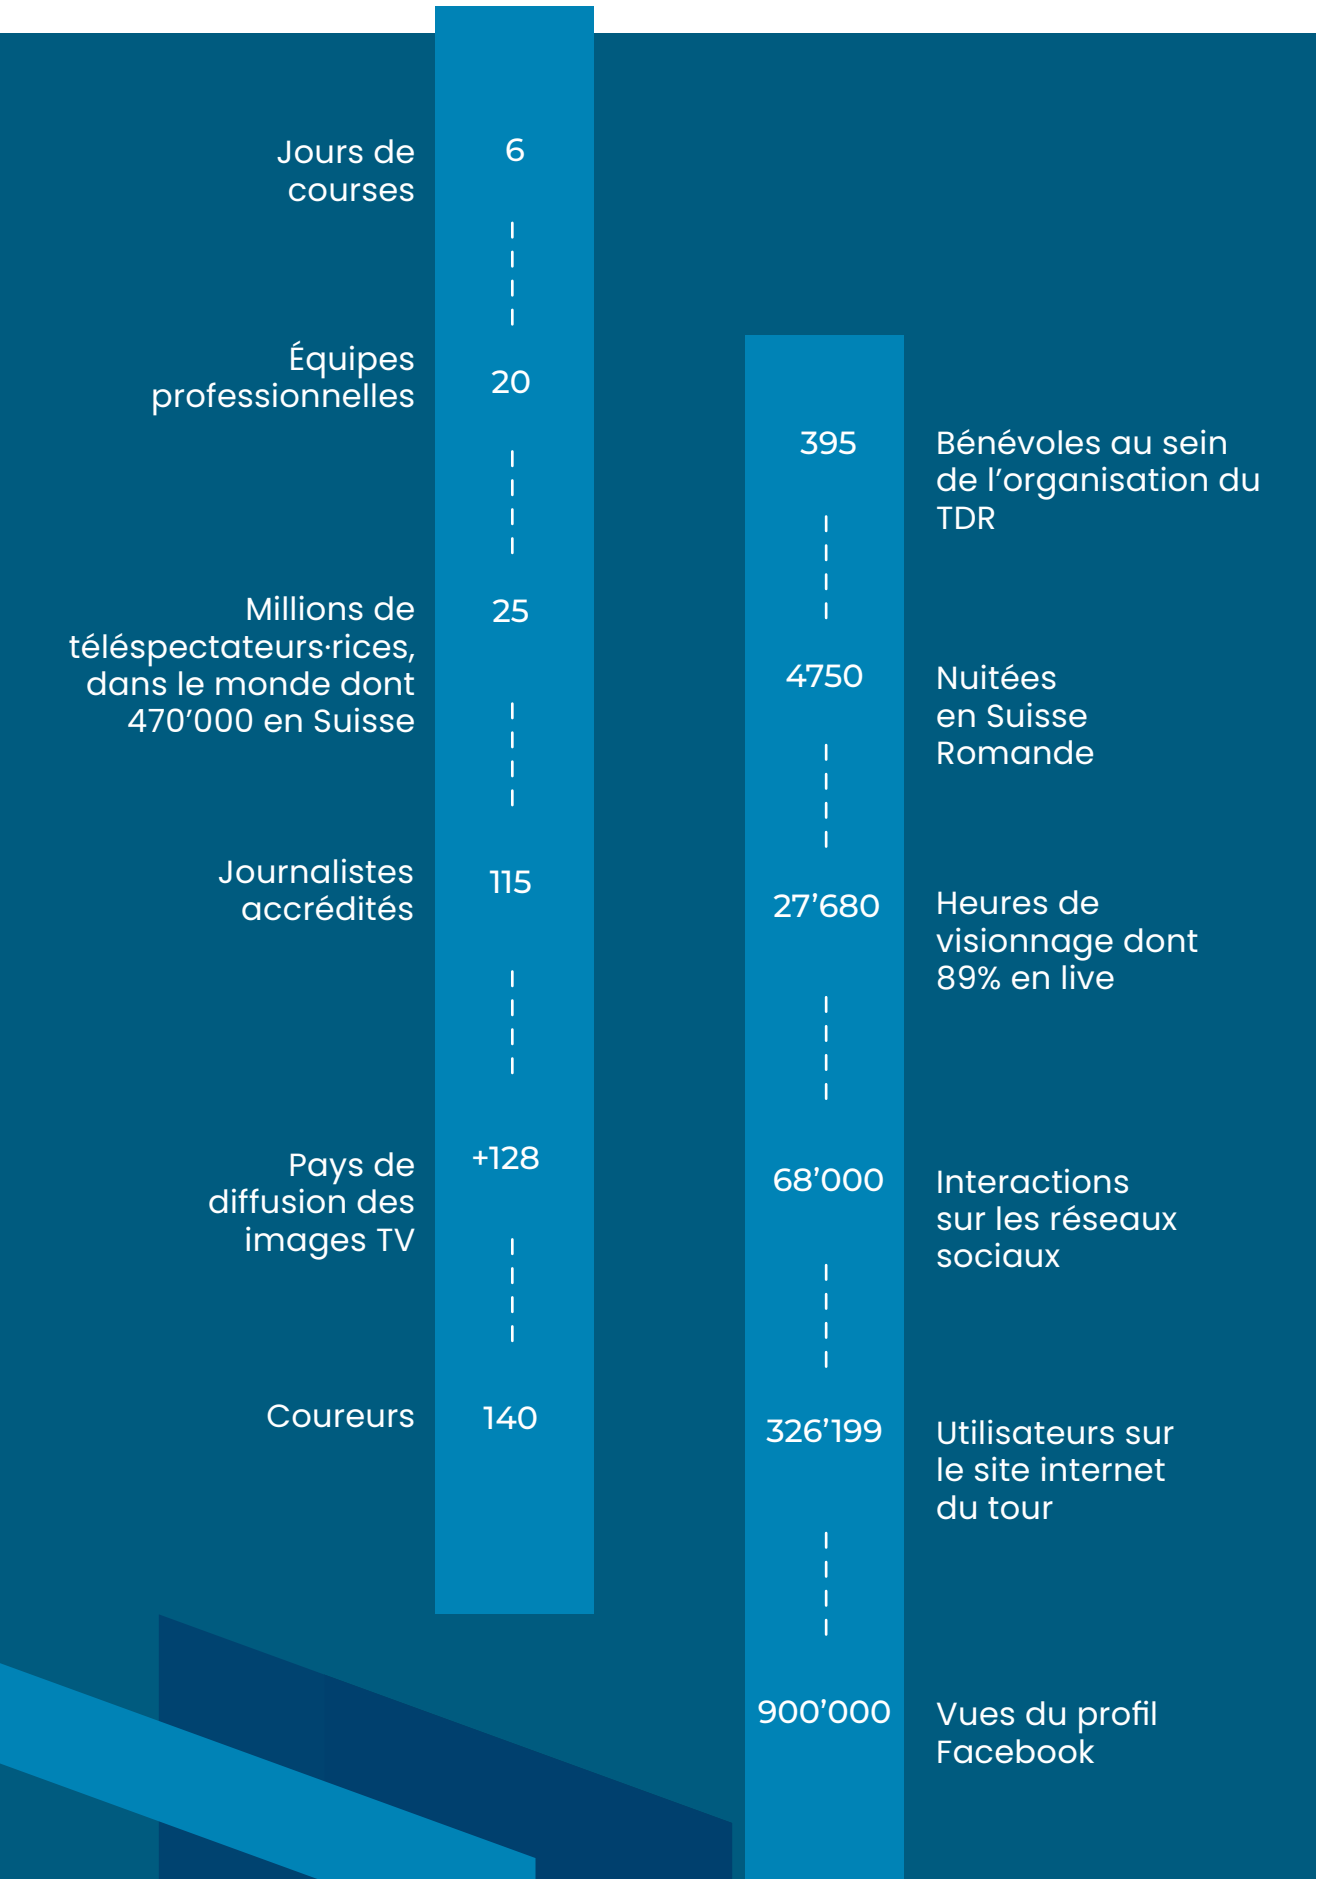 Jours de
courses
6
Équipes
professionnelles
20
Millions de
téléspectateurs·rices,
dans le monde dont
470’000 en Suisse
25
Journalistes
accrédités
115
Pays de
diffusion des
images TV
+128
Coureurs
140
395
Bénévoles au sein
de l’organisation du
TDR
4750
Nuitées
en Suisse
Romande
27’680
Heures de
visionnage dont
89% en live
68’000
Interactions
sur les réseaux
sociaux
326’199
Utilisateurs sur
le site internet
du tour
900’000
Vues du profil
Facebook